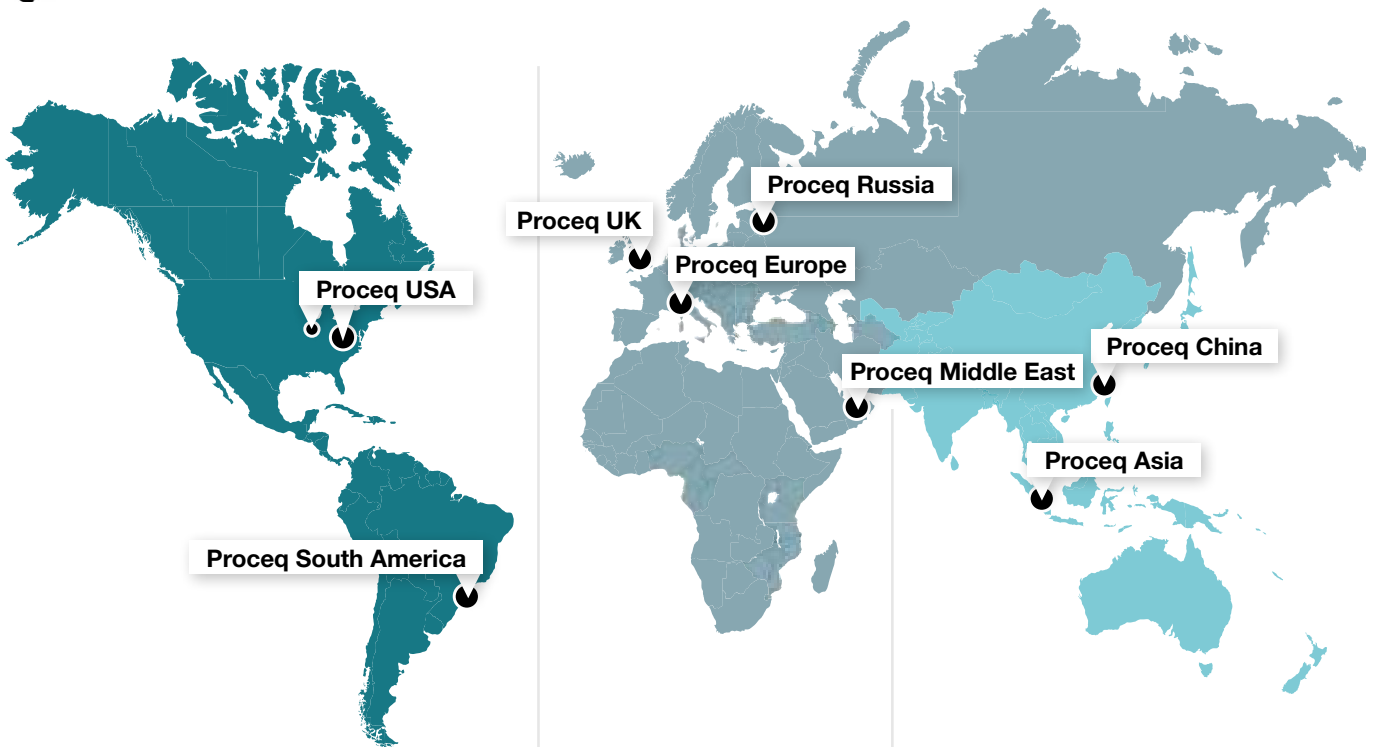 Proceq Russia
Proceq UK
Proceq Europe
Proceq USA
Proceq China
Proceq Middle East
Proceq Asia
Proceq South America